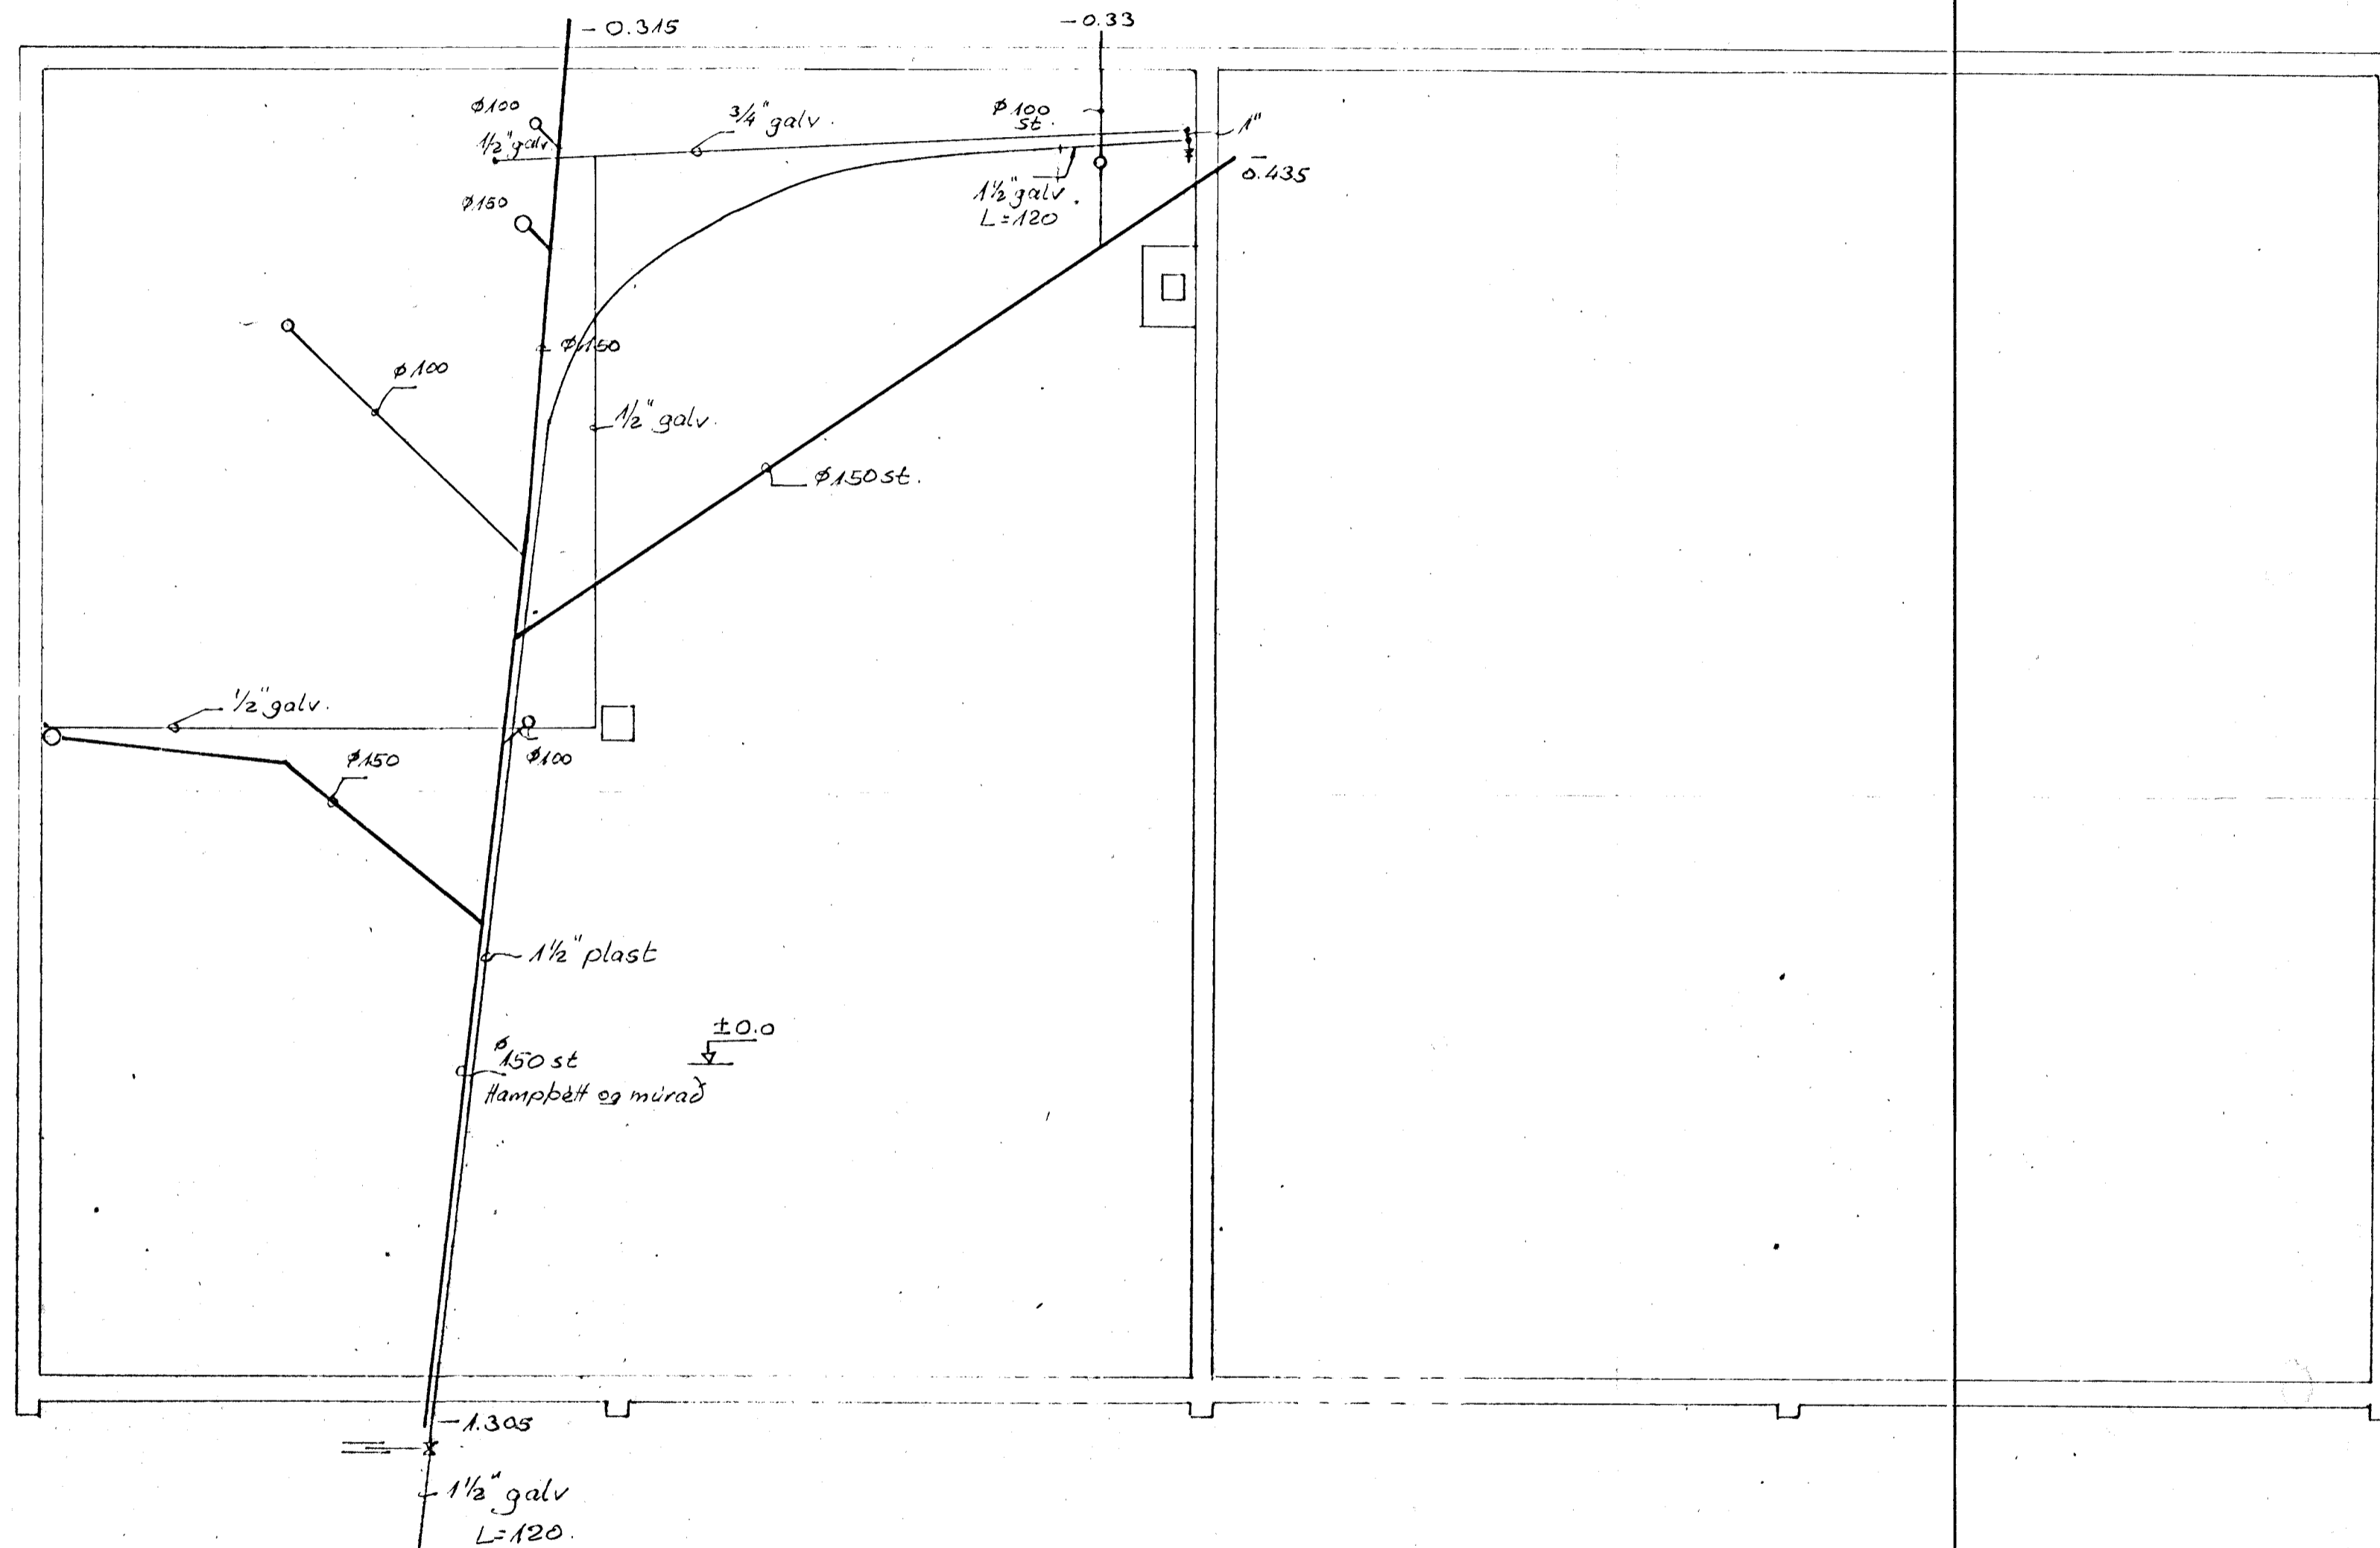 - 0.315
- 0.33
ø100
1/2" galv.
3/4" galv.
ø100
st.
1"
ø150
1 1/2" galv.
L=120
- 0.435
ø150
ø100
1/2" galv.
ø150 st.
1/2" galv.
ø150
ø100
1 1/2" plast
±0.0
ø150 st
Hampþétt og múrað
-1.305
1 1/2" galv
L=120.